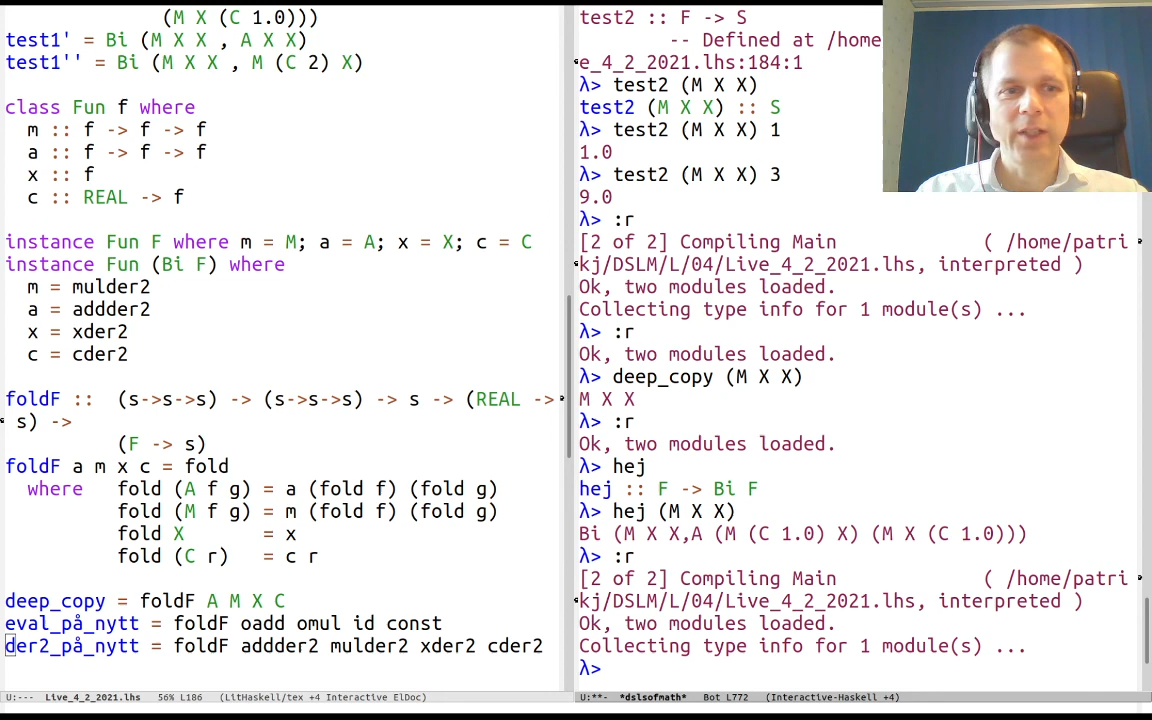 (M X (C 1.0)))
test1' = Bi (M X X , A X X)
test1'' = Bi (M X X , M (C 2) X)
class Fun f where
m :: f -> f -> f
a :: f -> f -> f
x :: f
c :: REAL -> f
instance Fun F where m = M; a = A; x = X; c = C
instance Fun (Bi F) where
m = mulder2
a = addder2
x = xder2
c = cder2
foldF ::  (s->s->s) -> (s->s->s) -> s -> (REAL ->
s) ->
(F -> s)
foldF a m x c = fold
where   fold (A f g) = a (fold f) (fold g)
fold (M f g) = m (fold f) (fold g)
fold X       = x
fold (C r)   = c r
deep_copy = foldF A M X C
eval_på_nytt = foldF oadd omul id const
der2_på_nytt = foldF addder2 mulder2 xder2 cder2
U:---  Live_4_2_2021.lhs   56% L186   (LitHaskell/tex +4 Interactive ElDoc)
test2 :: F -> S
-- Defined at /home
e_4_2_2021.lhs:184:1
λ> test2 (M X X)
test2 (M X X) :: S
λ> test2 (M X X) 1
1.0
λ> test2 (M X X) 3
9.0
λ> :r
[2 of 2] Compiling Main             ( /home/patri
kj/DSLM/L/04/Live_4_2_2021.lhs, interpreted )
Ok, two modules loaded.
Collecting type info for 1 module(s) ...
λ> :r
Ok, two modules loaded.
λ> deep_copy (M X X)
M X X
λ> :r
Ok, two modules loaded.
λ> hej
hej :: F -> Bi F
λ> hej (M X X)
Bi (M X X,A (M (C 1.0) X) (M X (C 1.0)))
λ> :r
[2 of 2] Compiling Main             ( /home/patri
kj/DSLM/L/04/Live_4_2_2021.lhs, interpreted )
Ok, two modules loaded.
Collecting type info for 1 module(s) ...
λ>
U:**-  *dslsofmath*   Bot L772   (Interactive-Haskell +4)